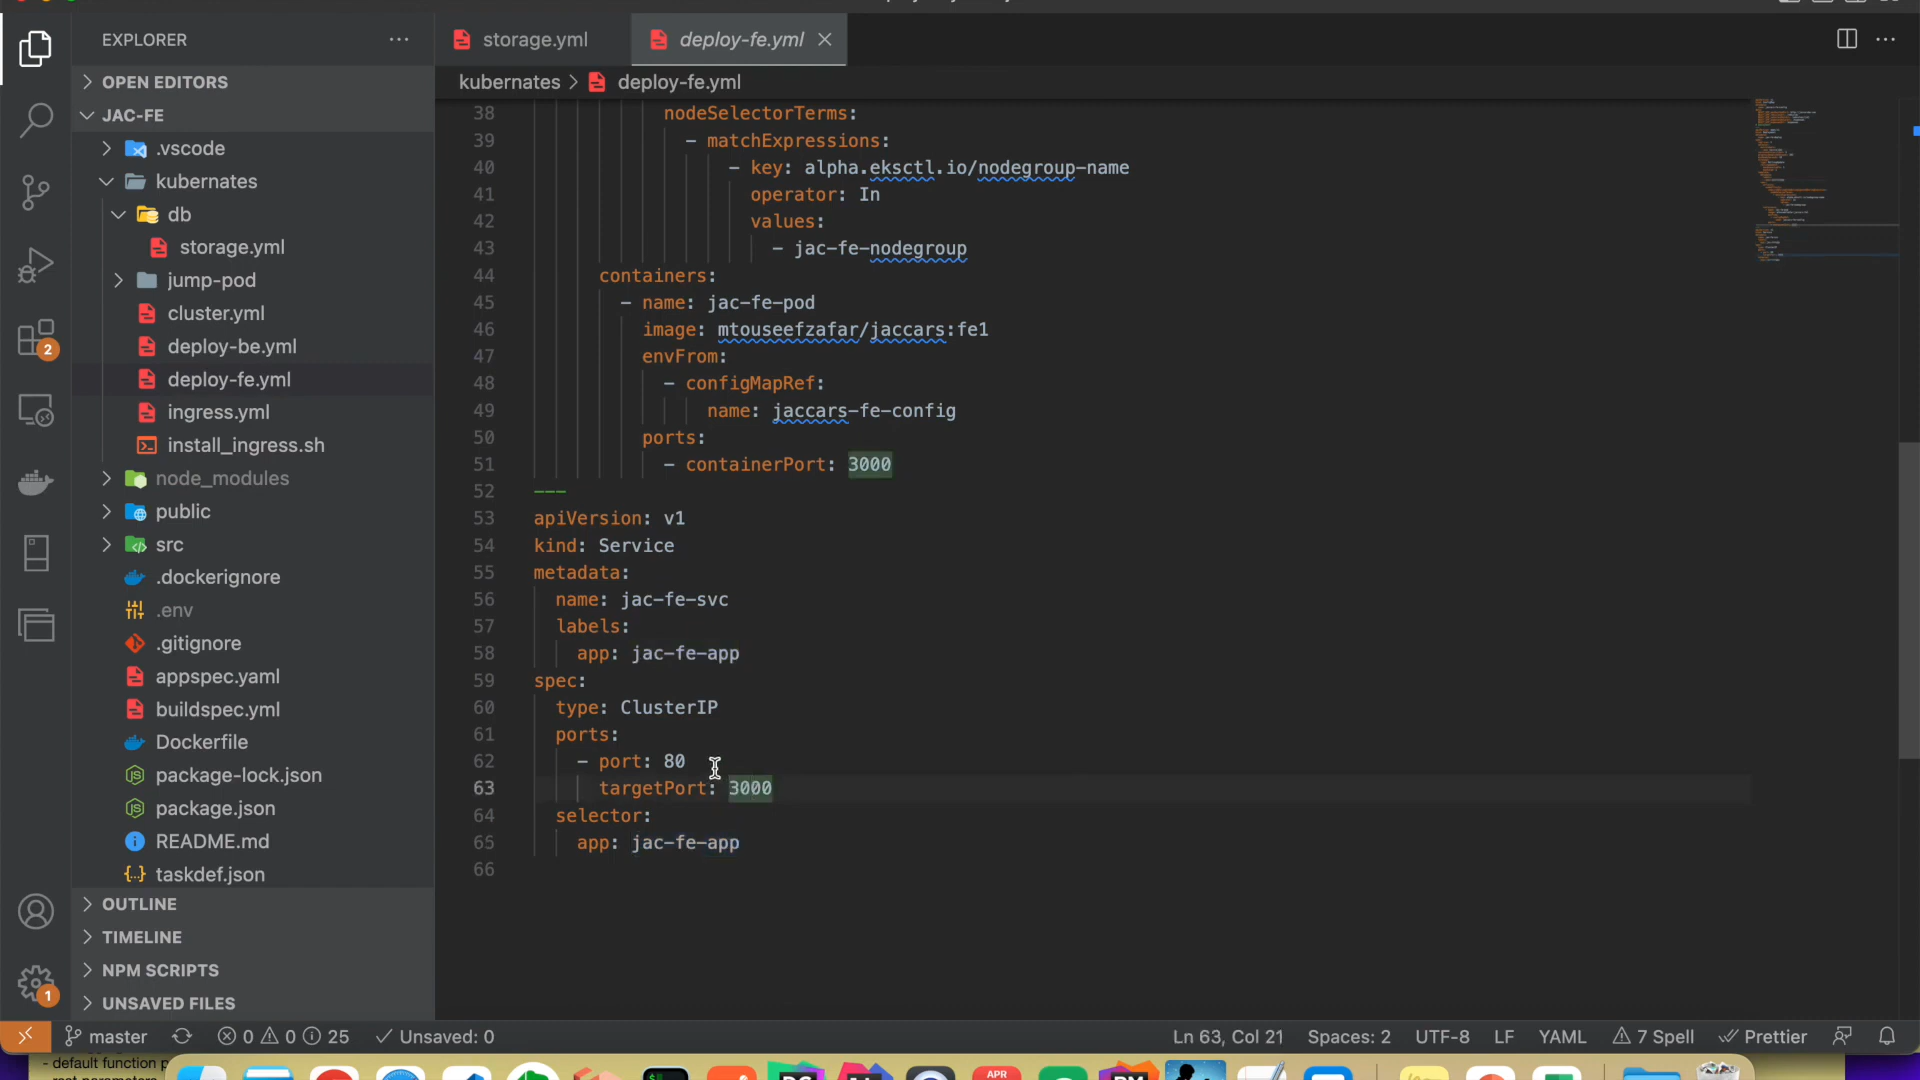 EXPLORER
storage.yml
deploy-fe.yml
OPEN EDITORS
kubernates > deploy-fe.yml
JAC-FE
.vscode
kubernates
db
storage.yml
jump-pod
cluster.yml
deploy-be.yml
deploy-fe.yml
ingress.yml
install_ingress.sh
node_modules
public
src
.dockerignore
.env
.gitignore
appspec.yaml
buildspec.yml
Dockerfile
package-lock.json
package.json
README.md
taskdef.json
OUTLINE
TIMELINE
NPM SCRIPTS
UNSAVED FILES
2
1
38 nodeSelectorTerms:
39 - matchExpressions:
40 - key: alpha.eksctl.io/nodegroup-name
41 operator: In
42 values:
43 - jac-fe-nodegroup
44 containers:
45 - name: jac-fe-pod
46 image: mtouseefzafar/jaccars:fe1
47 envFrom:
48 - configMapRef:
49 name: jaccars-fe-config
50 ports:
51 - containerPort: 3000
52 ---
53 apiVersion: v1
54 kind: Service
55 metadata:
56 name: jac-fe-svc
57 labels:
58 app: jac-fe-app
59 spec:
60 type: ClusterIP
61 ports:
62 - port: 80
63 targetPort: 3000
64 selector:
65 app: jac-fe-app
66
master 0 0 25 Unsaved: 0 Ln 63, Col 21 Spaces: 2 UTF-8 LF YAML 7 Spell Prettier
- default function p
APR